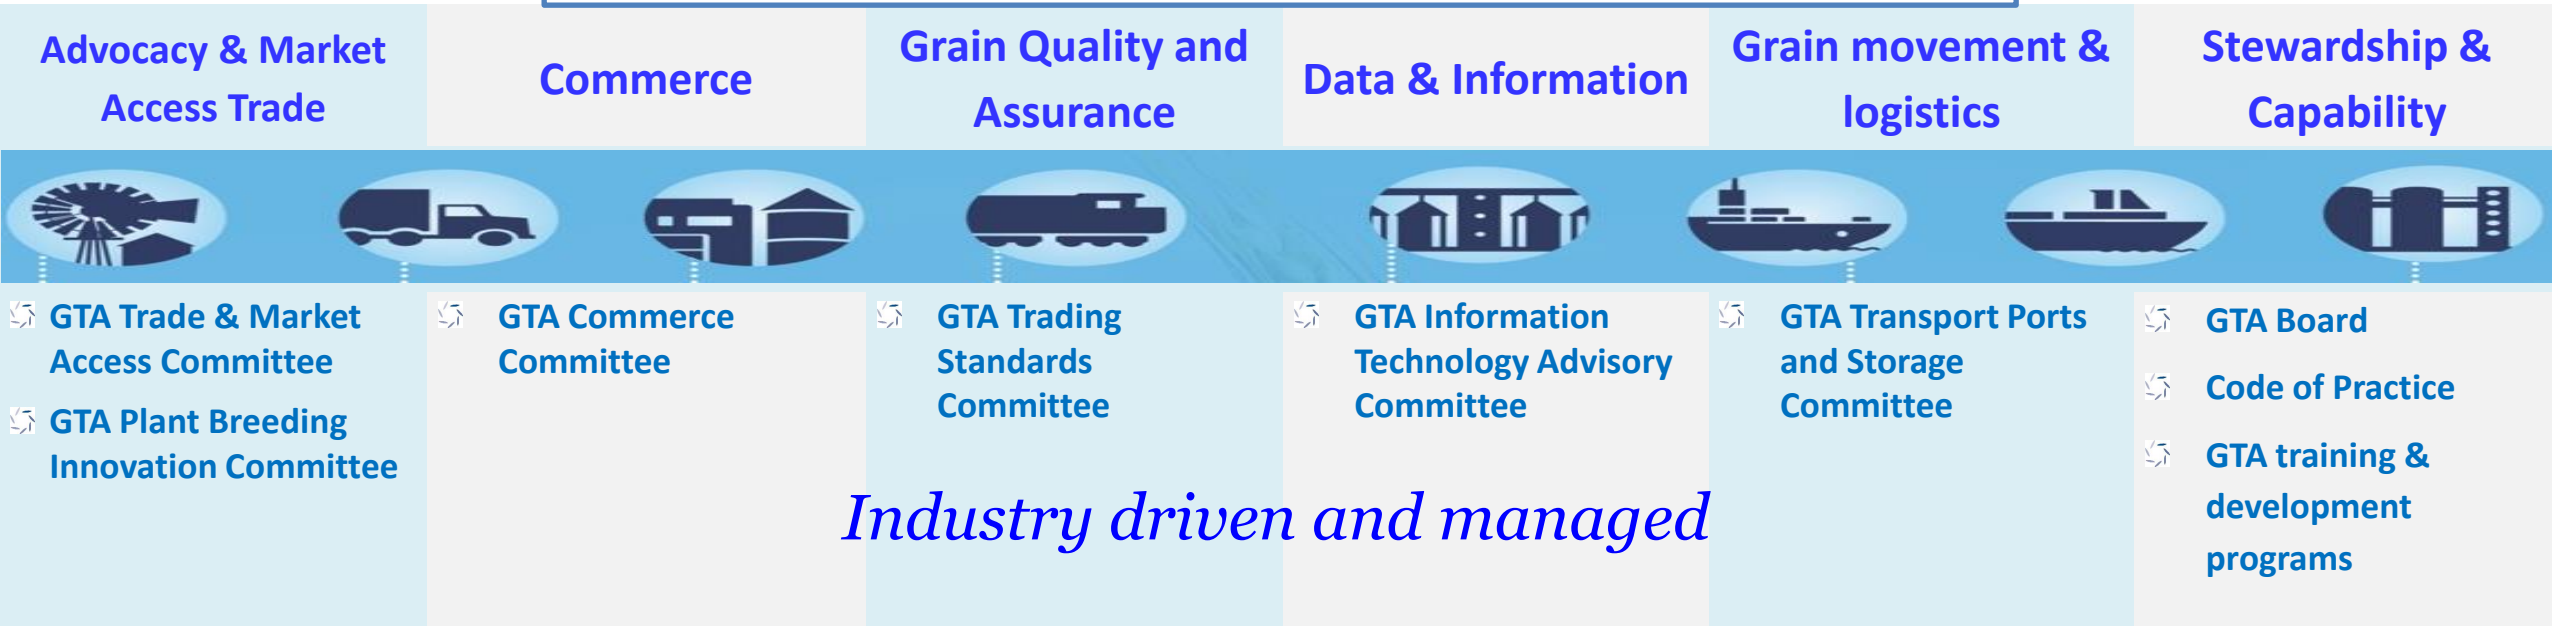 Advocacy & Market
Access Trade
Commerce
Grain Quality and
Assurance
Data & Information
Grain movement &
logistics
Stewardship &
Capability
GTA Trade & Market
Access Committee
GTA Plant Breeding
Innovation Committee
GTA Commerce
Committee
GTA Trading
Standards
Committee
GTA Information
Technology Advisory
Committee
GTA Transport Ports
and Storage
Committee
GTA Board
Code of Practice
GTA training &
development
programs
Industry driven and managed